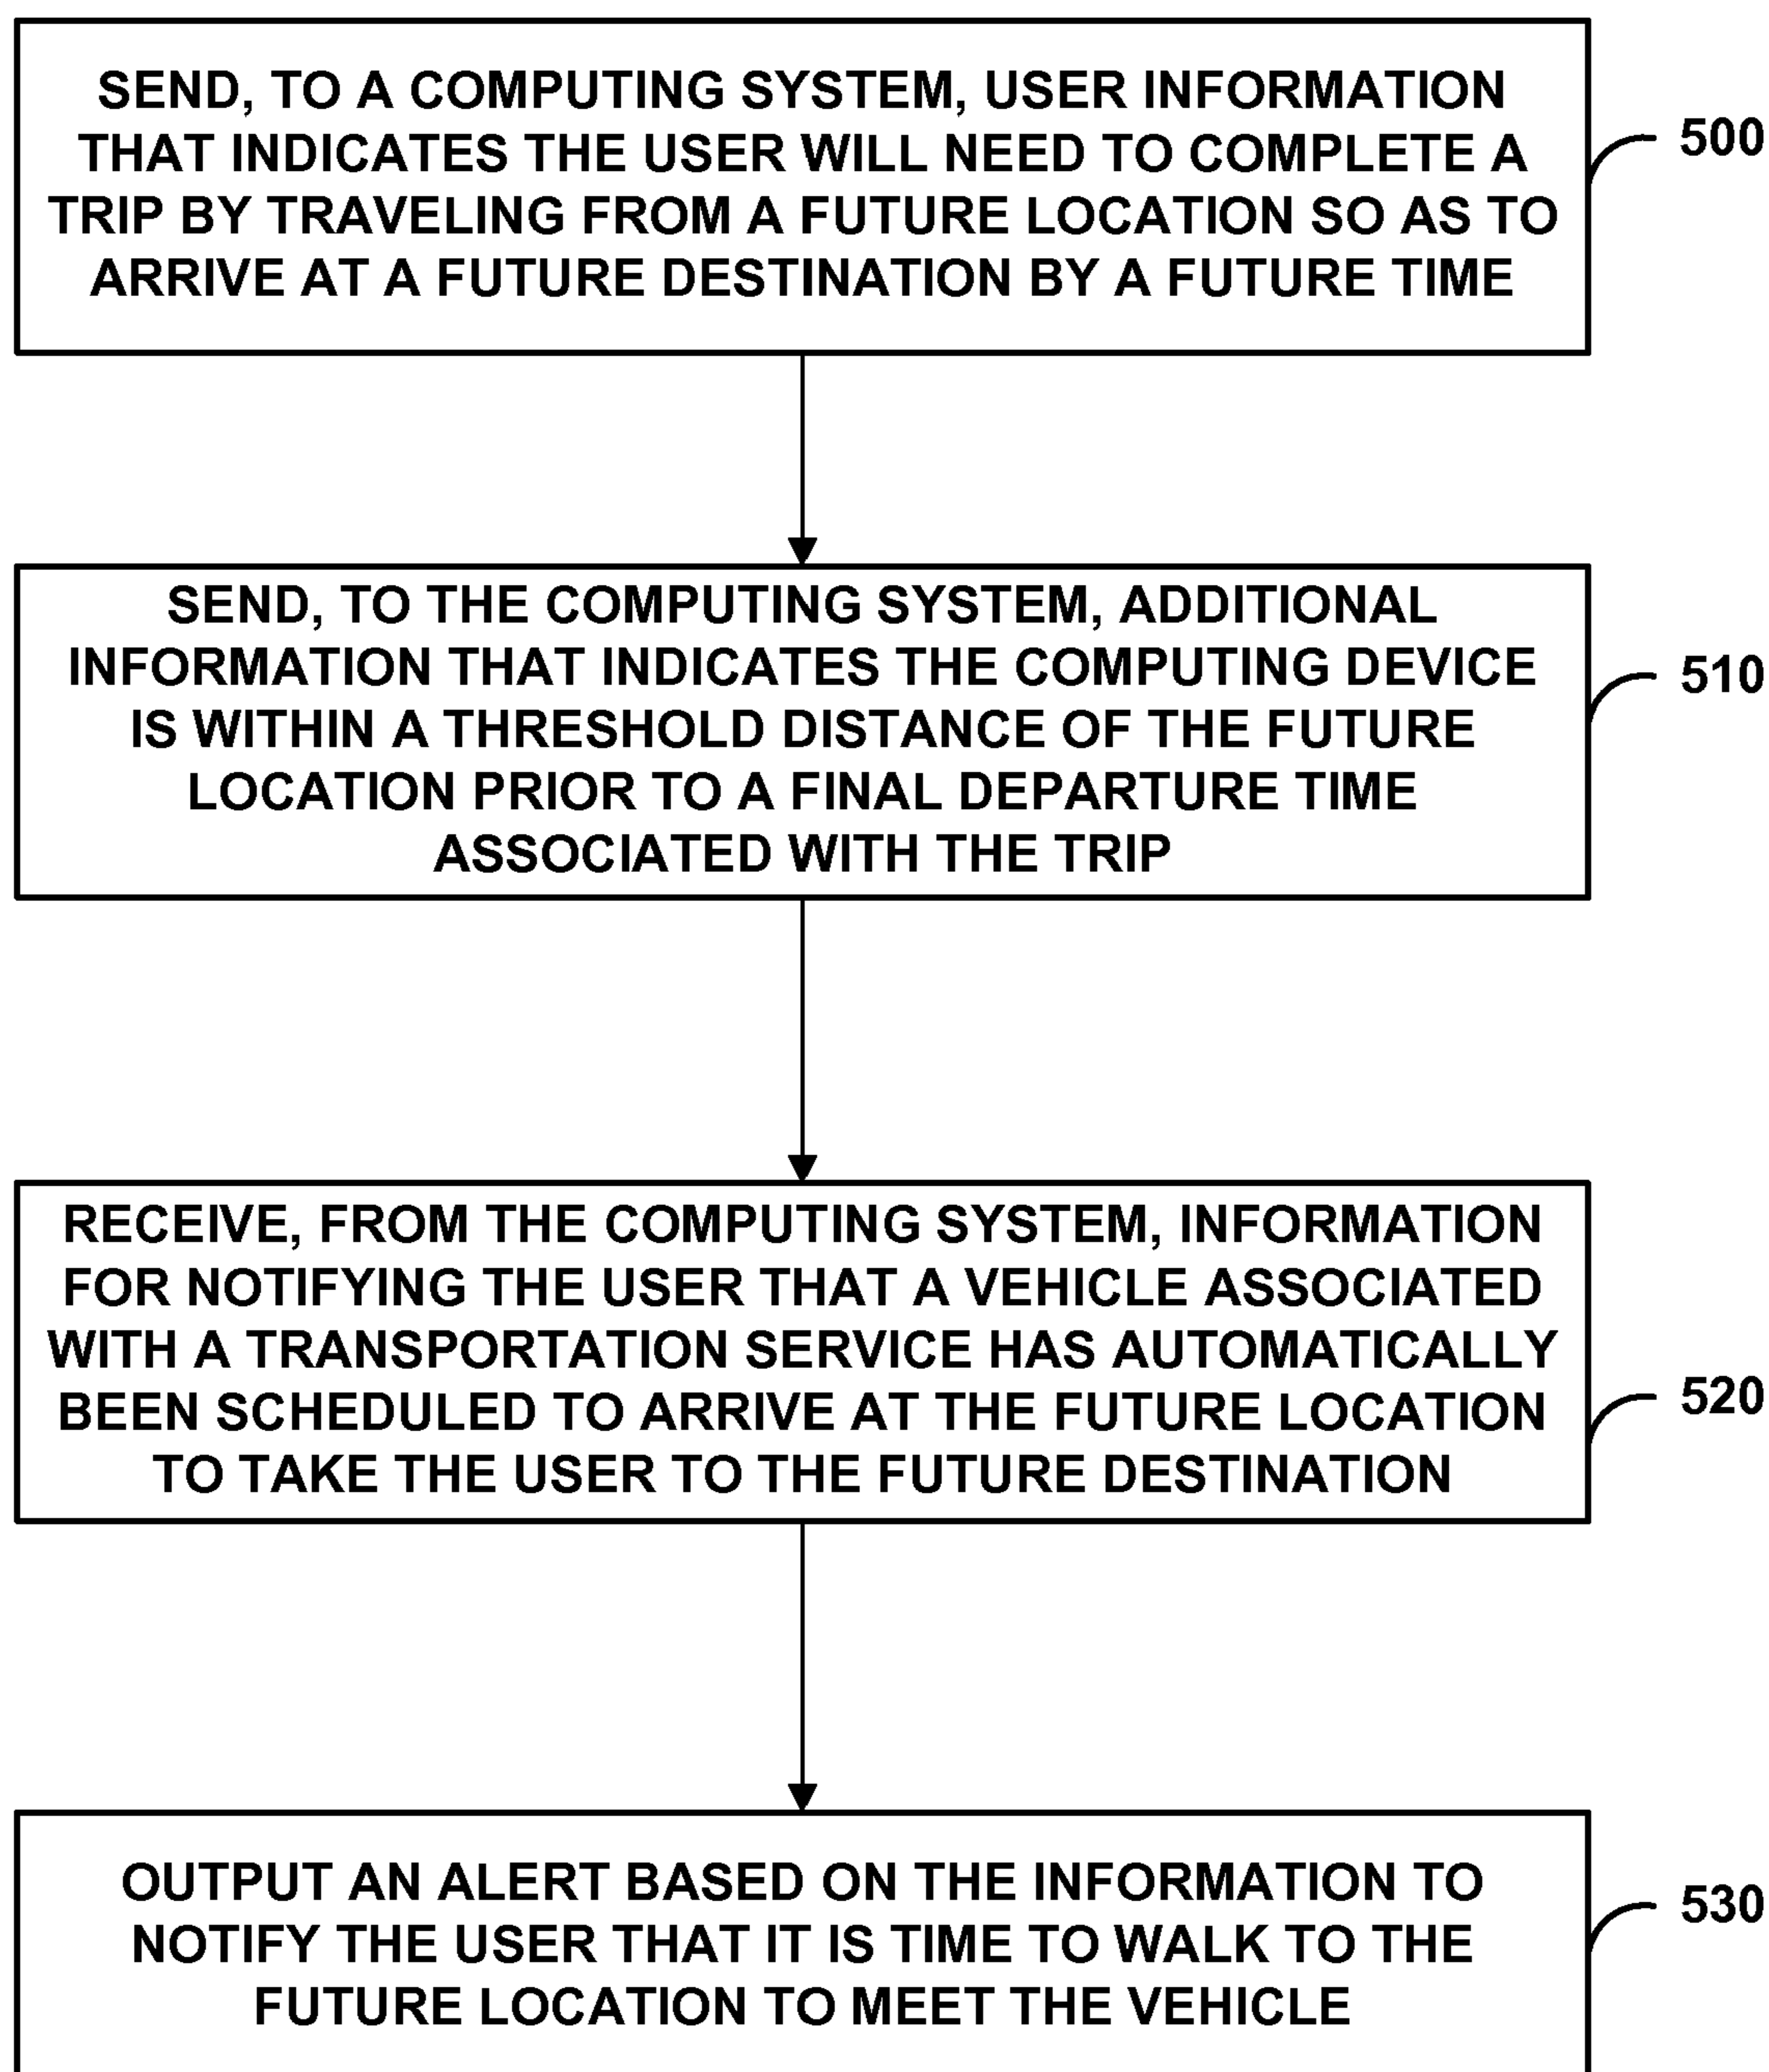 SEND, TO A COMPUTING SYSTEM, USER INFORMATION
THAT INDICATES THE USER WILL NEED TO COMPLETE A
TRIP BY TRAVELING FROM A FUTURE LOCATION SO AS TO
ARRIVE AT A FUTURE DESTINATION BY A FUTURE TIME
500
SEND, TO THE COMPUTING SYSTEM, ADDITIONAL
INFORMATION THAT INDICATES THE COMPUTING DEVICE
IS WITHIN A THRESHOLD DISTANCE OF THE FUTURE
LOCATION PRIOR TO A FINAL DEPARTURE TIME
ASSOCIATED WITH THE TRIP
510
RECEIVE, FROM THE COMPUTING SYSTEM, INFORMATION
FOR NOTIFYING THE USER THAT A VEHICLE ASSOCIATED
WITH A TRANSPORTATION SERVICE HAS AUTOMATICALLY
BEEN SCHEDULED TO ARRIVE AT THE FUTURE LOCATION
TO TAKE THE USER TO THE FUTURE DESTINATION
520
OUTPUT AN ALERT BASED ON THE INFORMATION TO
NOTIFY THE USER THAT IT IS TIME TO WALK TO THE
FUTURE LOCATION TO MEET THE VEHICLE
530